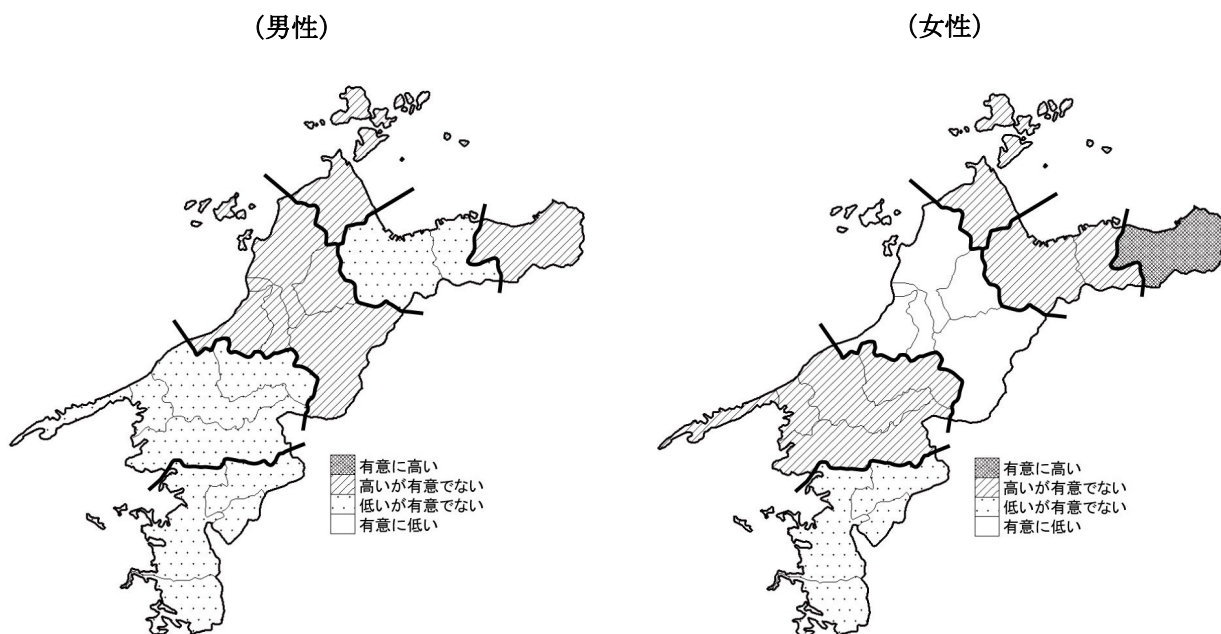 (男性)
(女性)
有意に高い
高いが有意でない
低いが有意でない
有意に低い
有意に高い
高いが有意でない
低いが有意でない
有意に低い